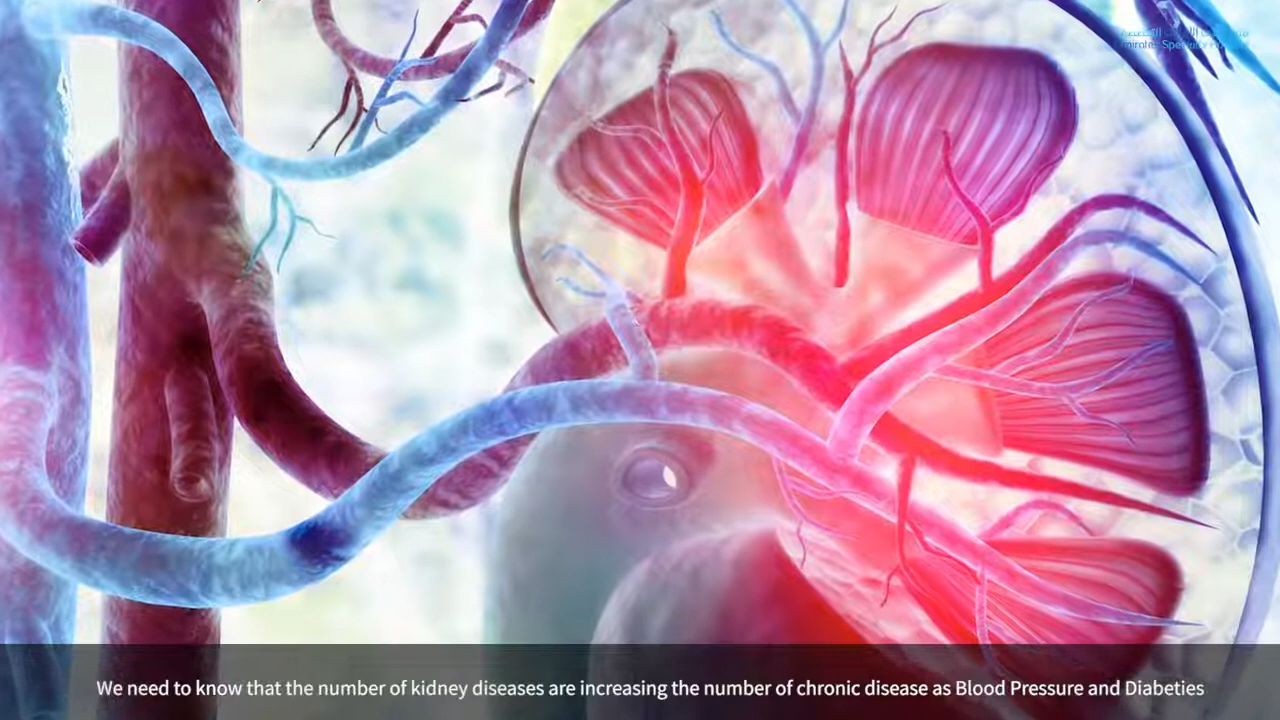 We need to know that the number of kidney diseases are increasing the number of chronic disease as Blood Pressure and Diabeties